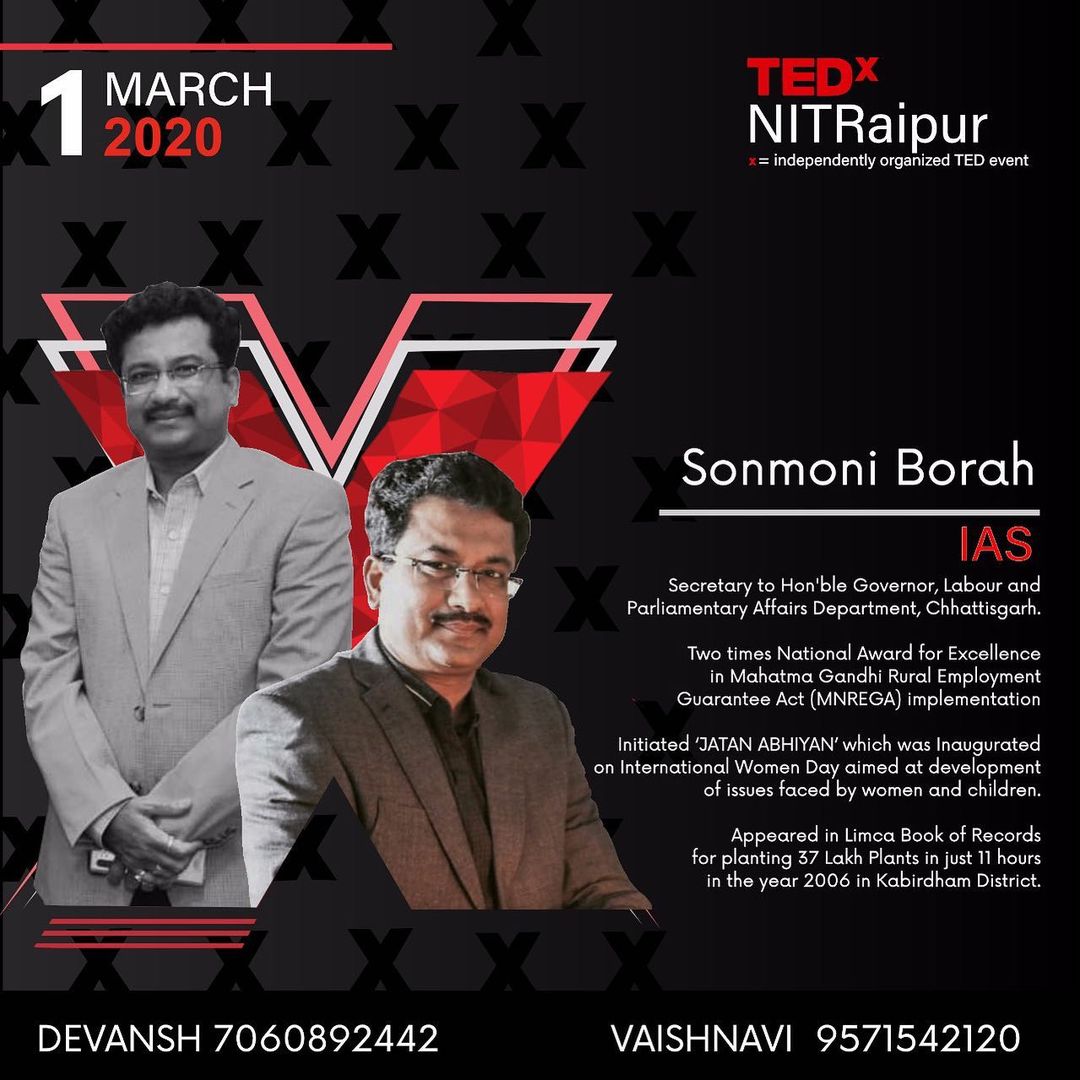 1 MARCH
2020
TEDx
NITRaipur
x = independently organized TED event
Sonmoni Borah
IAS
Secretary to Hon'ble Governor, Labour and
Parliamentary Affairs Department, Chhattisgarh.
Two times National Award for Excellence
in Mahatma Gandhi Rural Employment
Guarantee Act (MNREGA) implementation
Initiated ‘JATAN ABHIYAN’ which was Inaugurated
on International Women Day aimed at development
of issues faced by women and children.
Appeared in Limca Book of Records
for planting 37 Lakh Plants in just 11 hours
in the year 2006 in Kabirdham District.
DEVANSH 7060892442
VAISHNAVI 9571542120